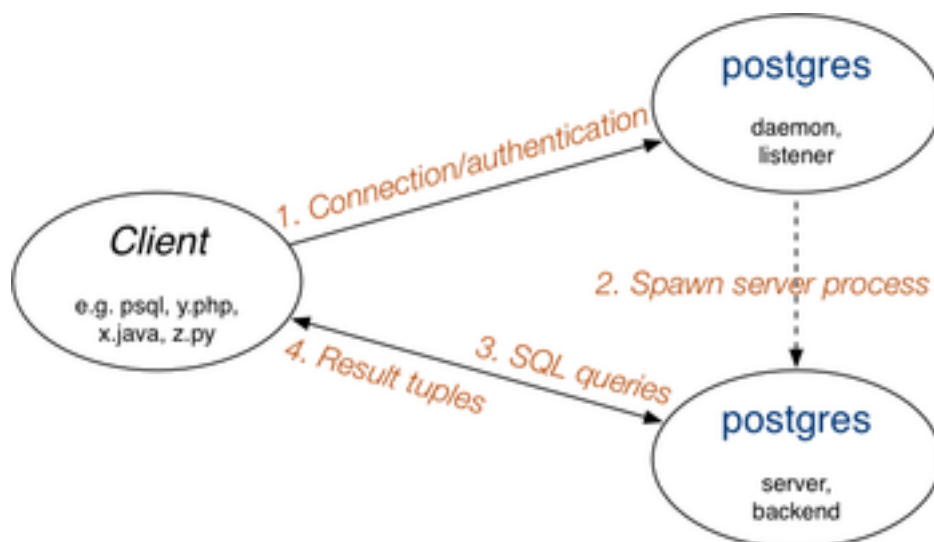 postgres
daemon,
listener
1. Connection/authentication
Client
e.g. psql, y.php,
x.java, z.py
2. Spawn server process
3. SQL queries
4. Result tuples
postgres
server,
backend